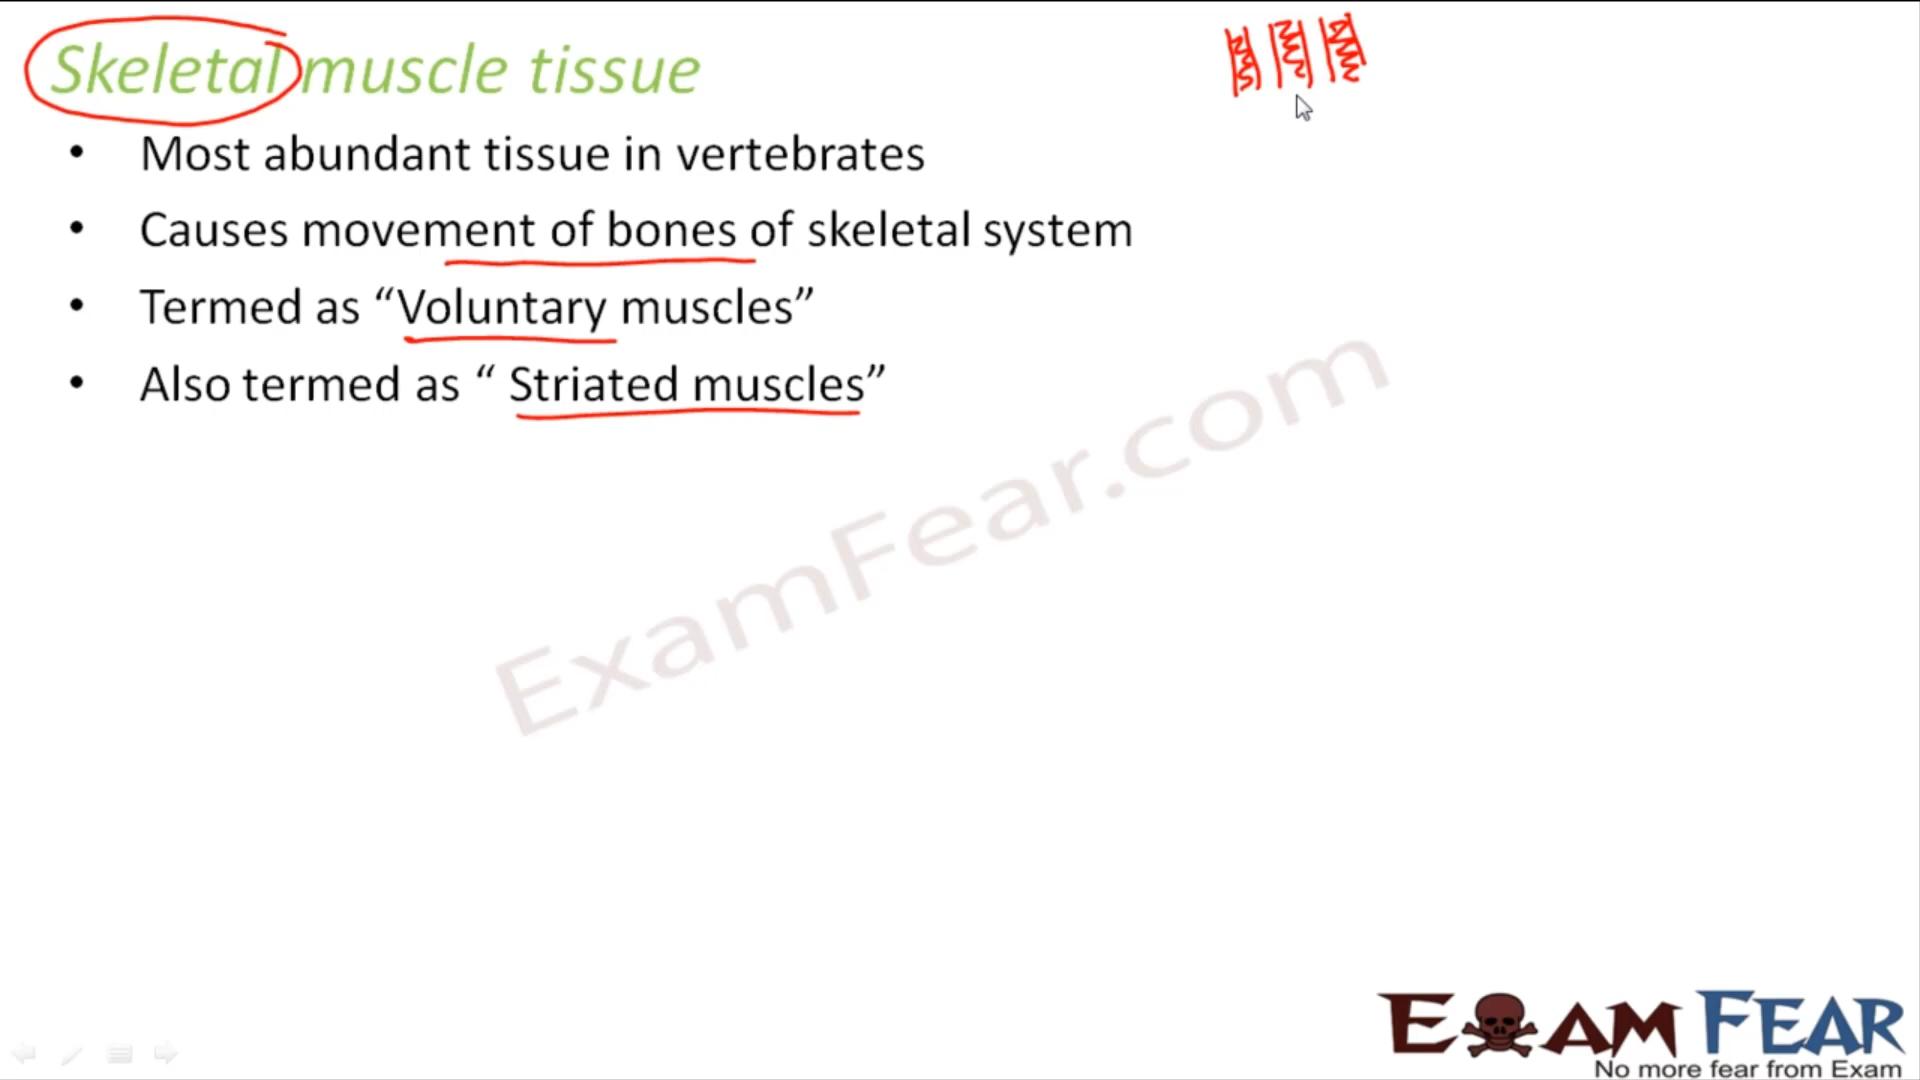 Skeletal muscle tissue
• Most abundant tissue in vertebrates
• Causes movement of bones of skeletal system
• Termed as “Voluntary muscles”
• Also termed as “ Striated muscles”
ExamFear.com
EXAM FEAR
No more fear from Exam